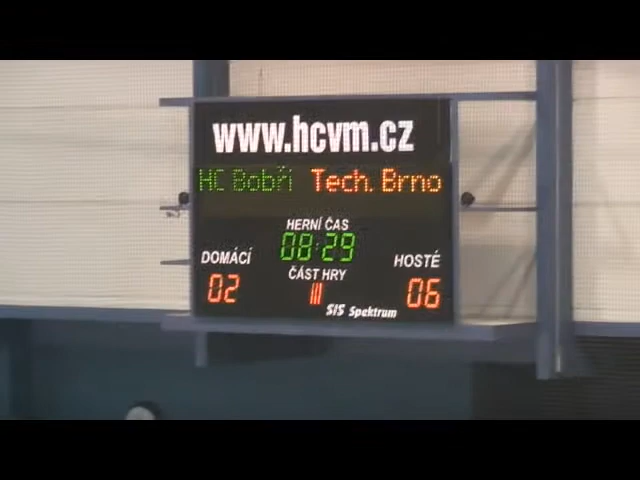 www.hcvm.cz
HC Bobři Tech. Brno
HERNÍ ČAS
08:29
DOMÁCÍ HOSTÉ
ČÁST HRY
02 III 06
SIS Spektrum